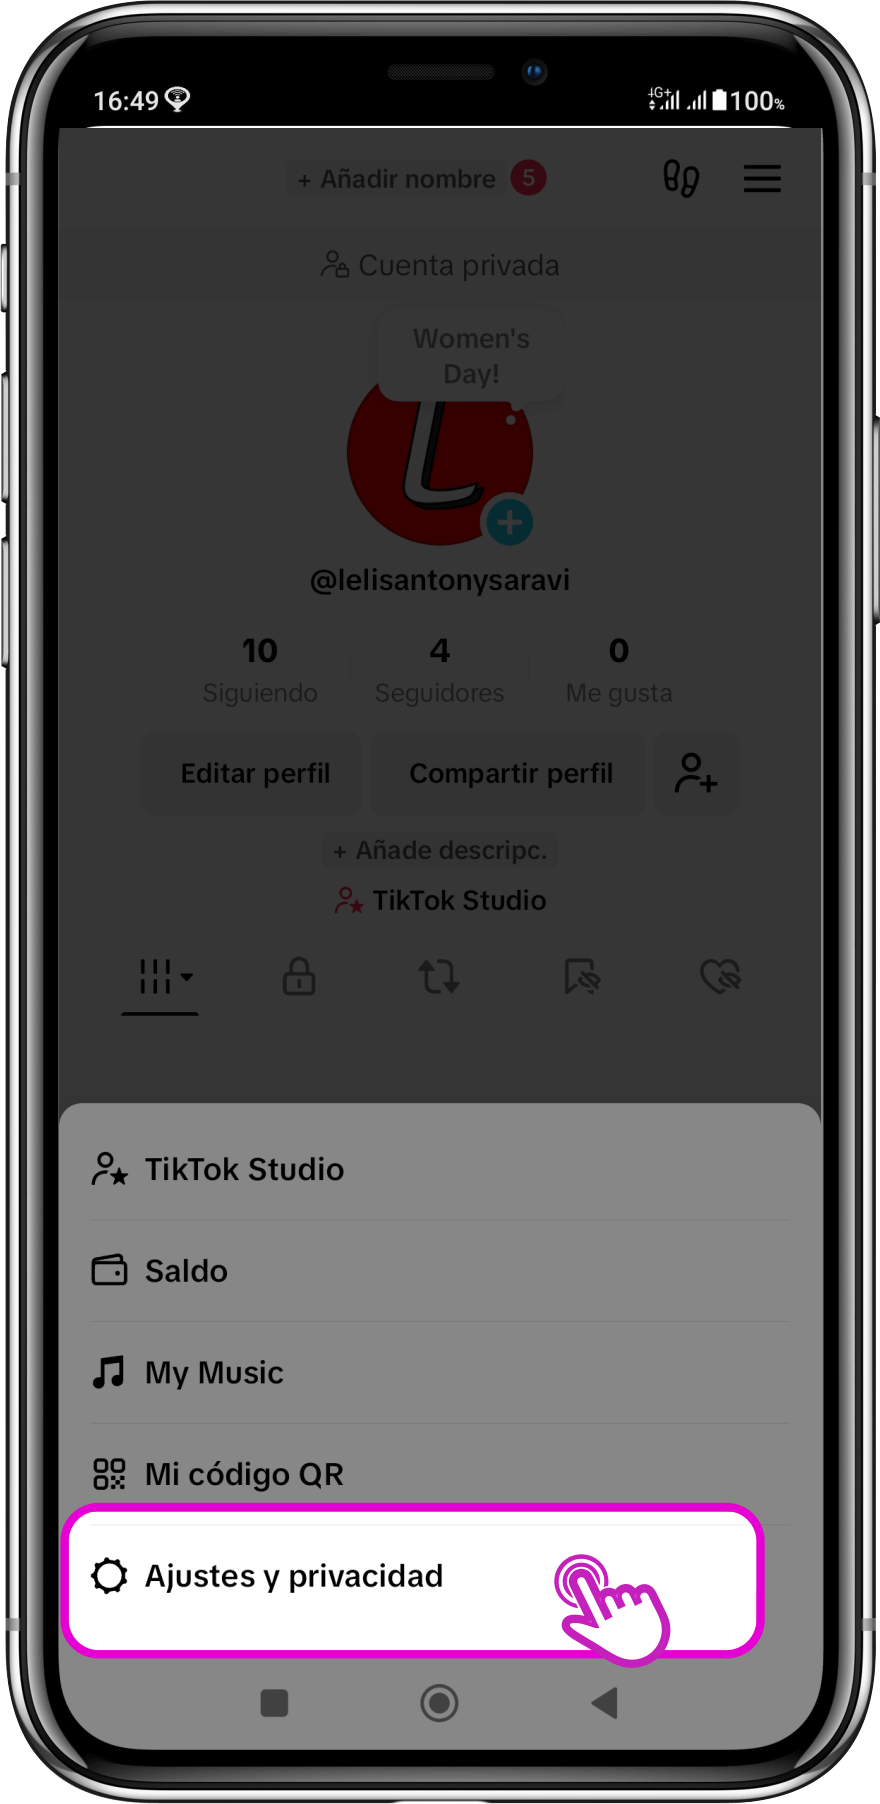 16:49 4G+ 100%
+ Añadir nombre 5
Cuenta privada
Women's
Day!
L
@lelisantonysaravi
10 4 0
Siguiendo Seguidores Me gusta
Editar perfil Compartir perfil
+ Añade descripc.
TikTok Studio
TikTok Studio
Saldo
My Music
Mi código QR
Ajustes y privacidad